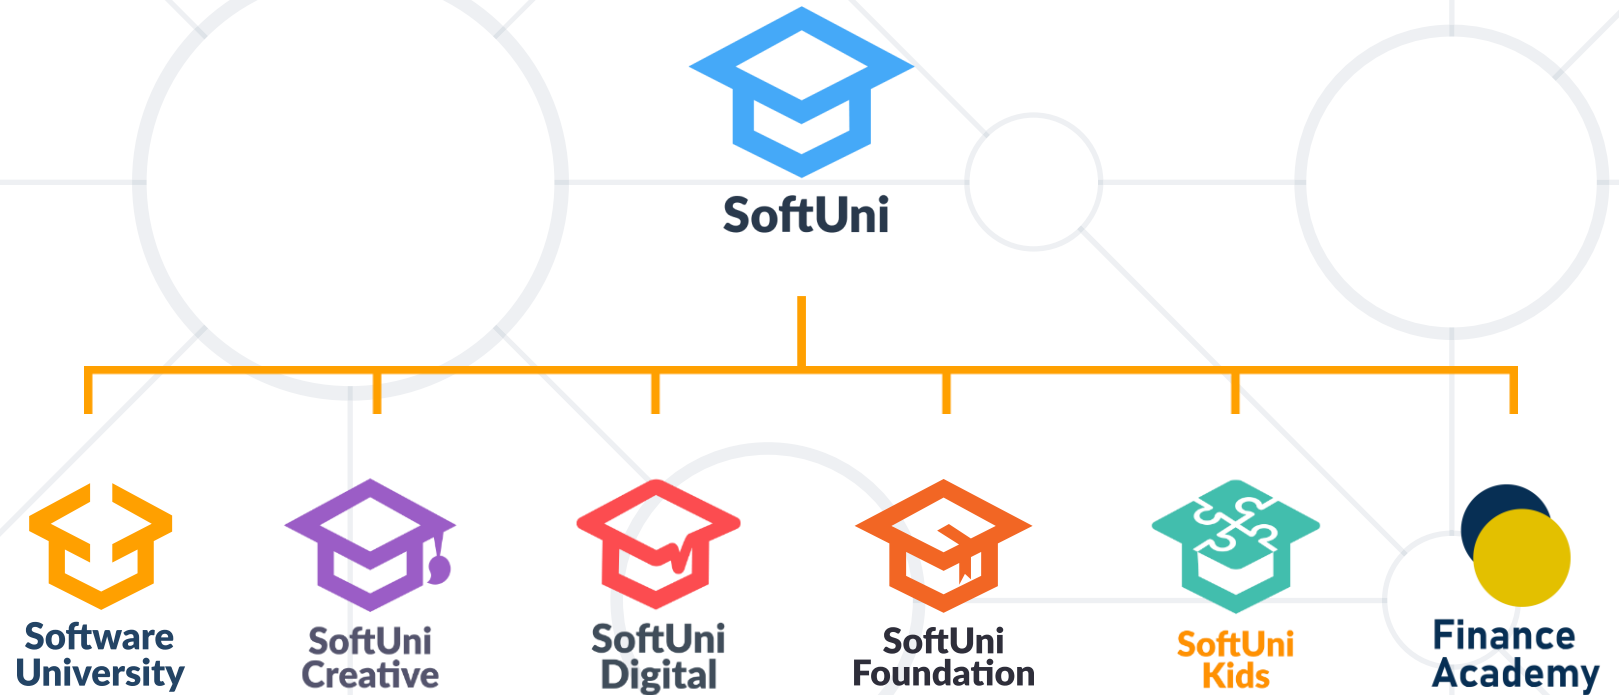 SoftUni
Software
University
SoftUni
Creative
SoftUni
Digital
SoftUni
Foundation
SoftUni
Kids
Finance
Academy